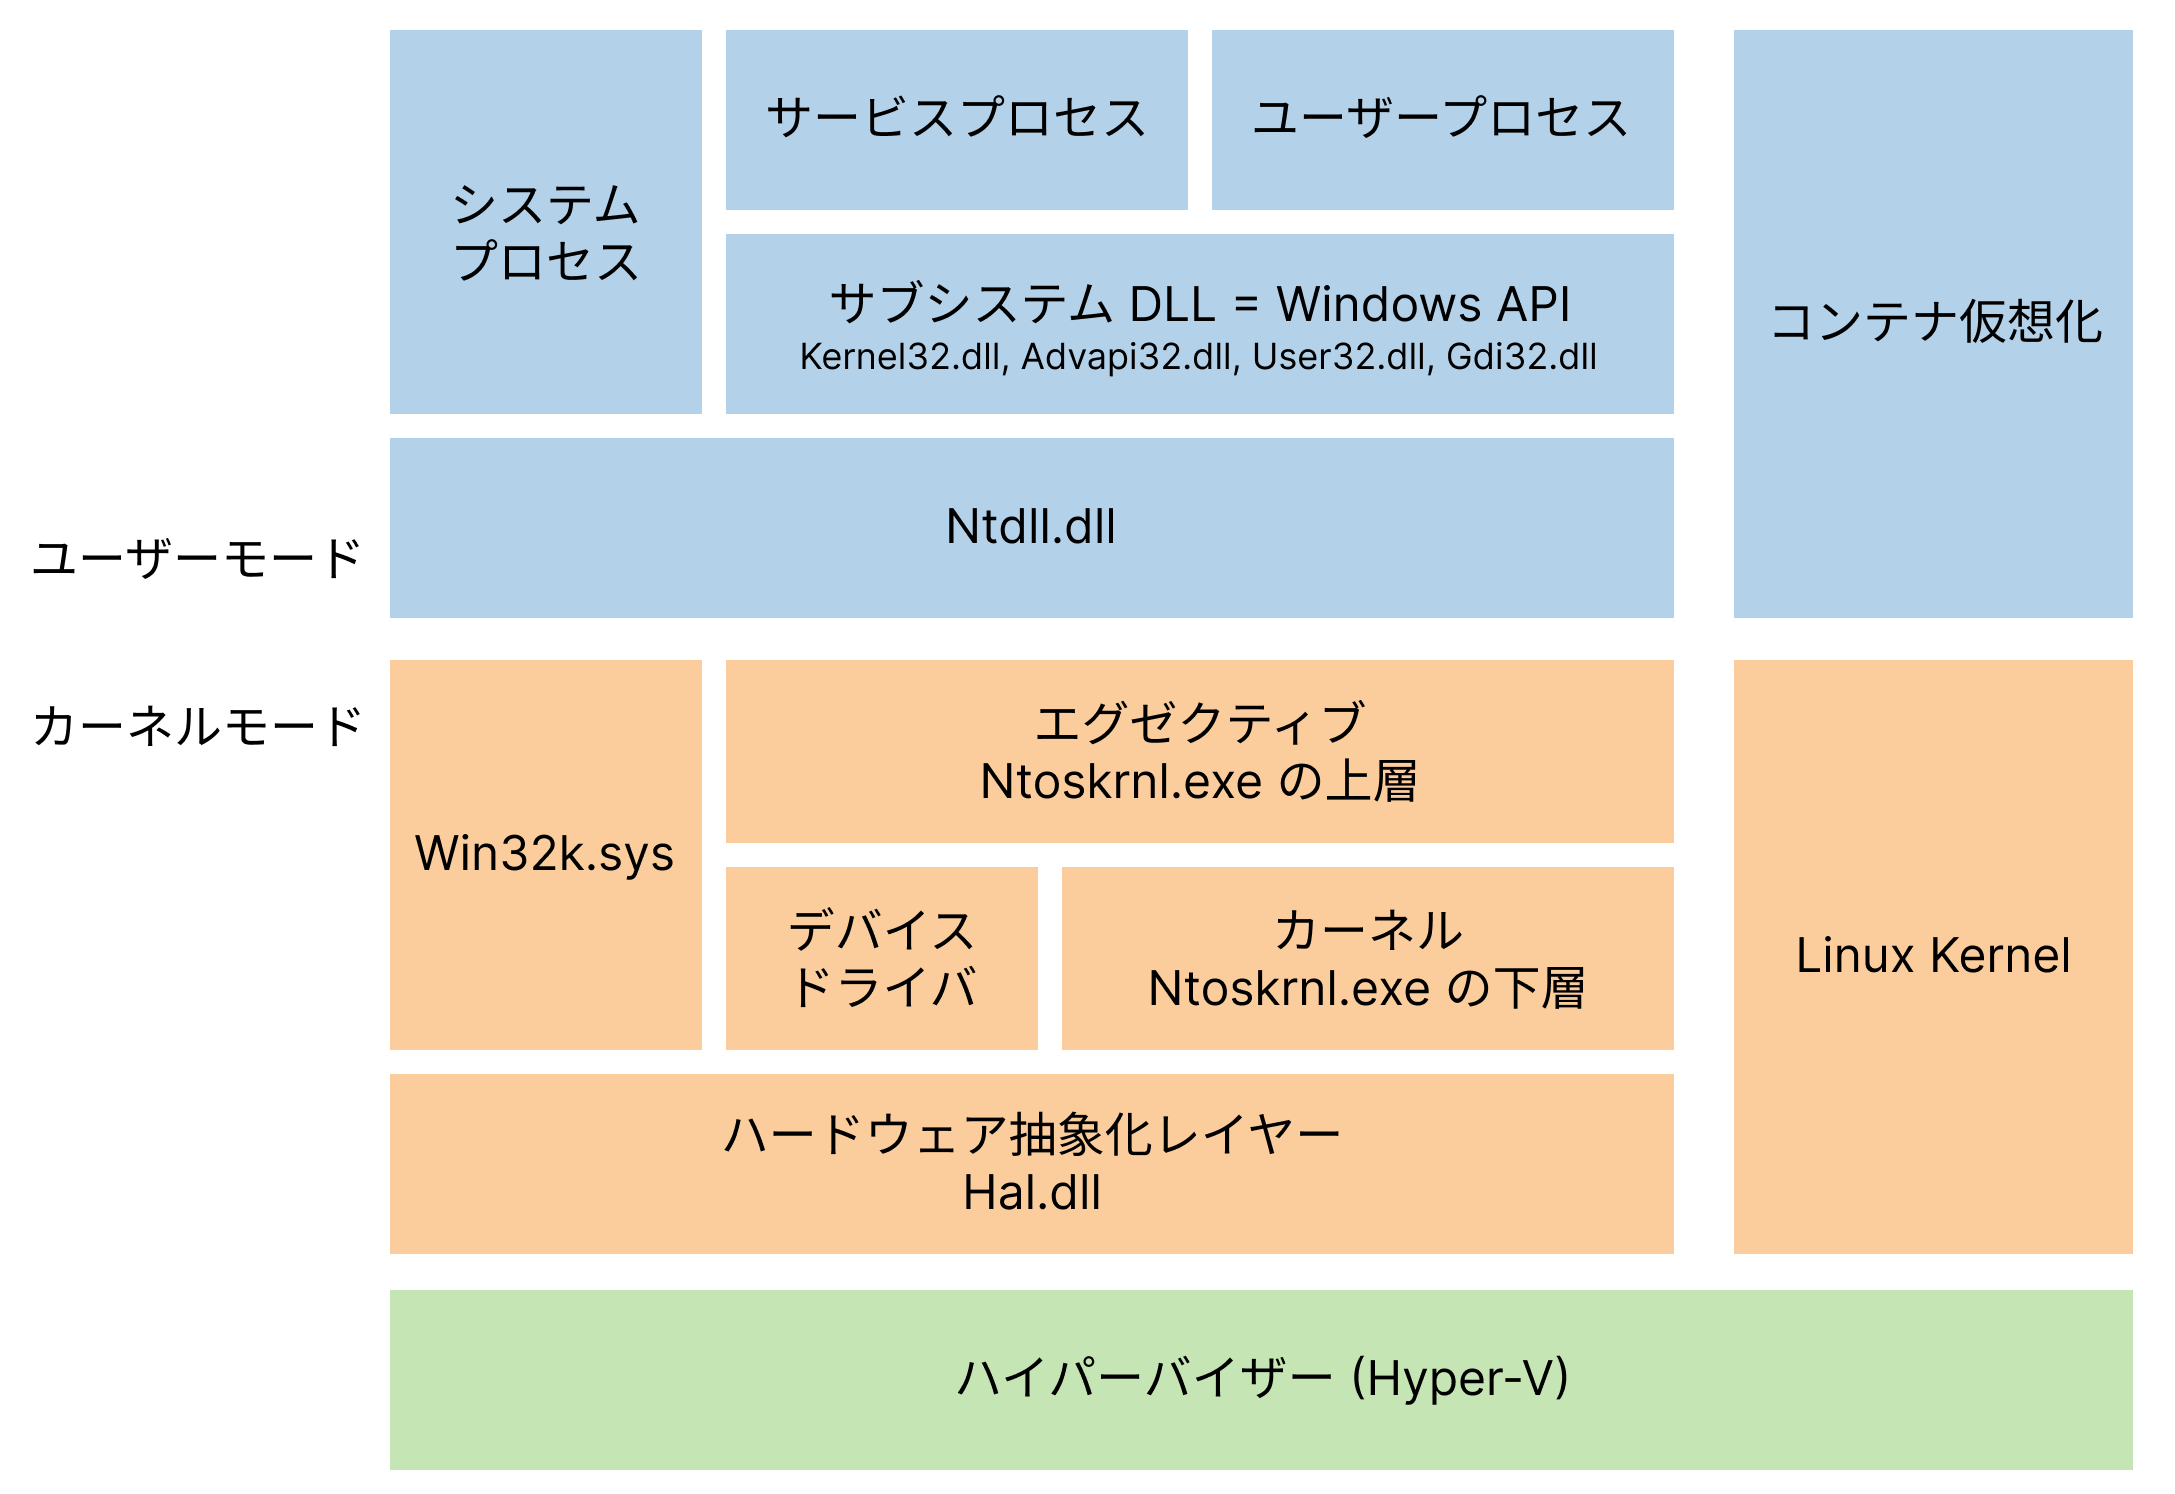 システム
プロセス
サービスプロセス
ユーザープロセス
サブシステム DLL = Windows API
Kernel32.dll, Advapi32.dll, User32.dll, Gdi32.dll
コンテナ仮想化
Ntdll.dll
ユーザーモード
カーネルモード
Win32k.sys
エグゼクティブ
Ntoskrnl.exe の上層
デバイス
ドライバ
カーネル
Ntoskrnl.exe の下層
Linux Kernel
ハードウェア抽象化レイヤー
Hal.dll
ハイパーバイザー (Hyper-V)